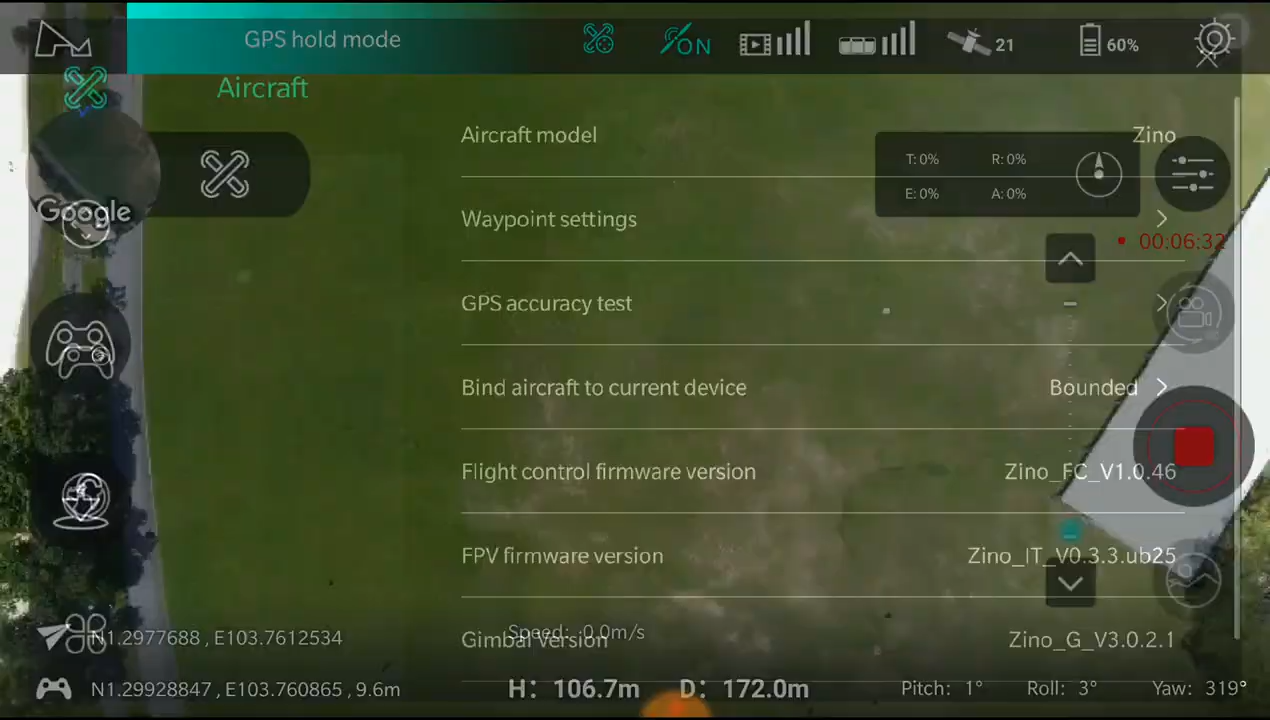 GPS hold mode
ON
21
60%
Aircraft
Aircraft model
Zino
T: 0%
R: 0%
E: 0%
A: 0%
Google
Waypoint settings
00:06:32
GPS accuracy test
Bind aircraft to current device
Bounded
Flight control firmware version
Zino_FC_V1.0.46
FPV firmware version
Zino_IT_V0.3.3.ub25
N1.2977688 , E103.7612534
Speed: 0.0m/s
Gimbal version
Zino_G_V3.0.2.1
N1.29928847 , E103.760865 , 9.6m
H: 106.7m
D: 172.0m
Pitch: 1°
Roll: 3°
Yaw: 319°